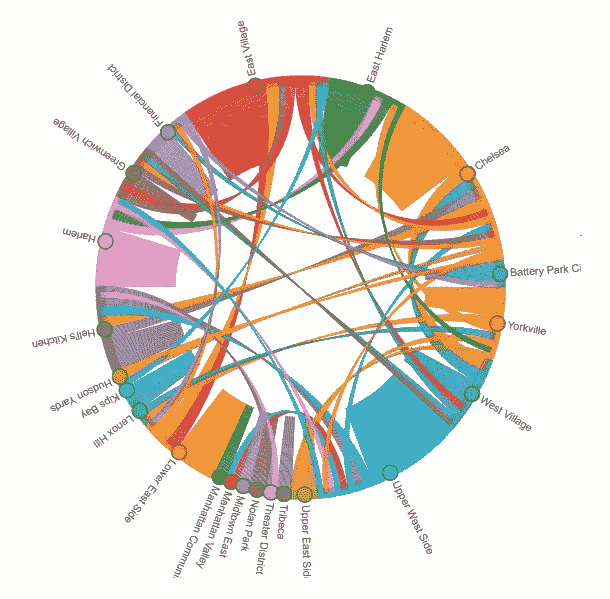 East Village
East Harlem
Financial District
Greenwich Village
Harlem
Hell's Kitchen
Hudson Yards
Kips Bay
Lenox Hill
Lower East Side
Manhattan Communi
Manhattan Valley
Midtown East
Nolan Park
Theater District
Tribeca
Upper East Sid
Upper West Side
West Village
Yorkville
Battery Park Ci
Chelsea